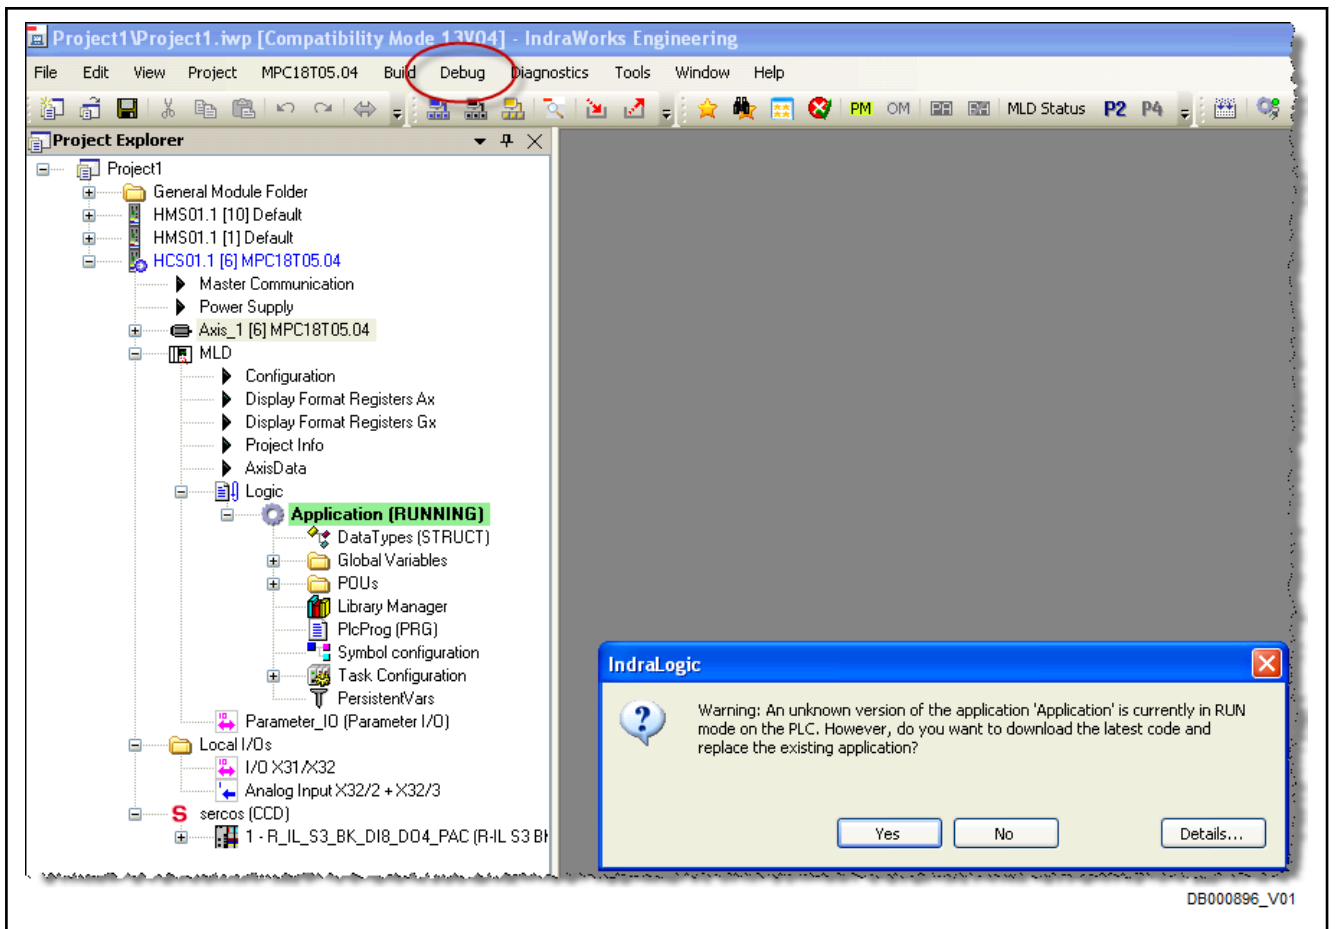 Project1\Project1.iwp [Compatibility Mode 13V04] - IndraWorks Engineering
File Edit View Project MPC18T05.04 Build Debug Diagnostics Tools Window Help
PM OM MLD Status P2 P4
Project Explorer
Project1
General Module Folder
HMS01.1 [10] Default
HMS01.1 [1] Default
HCS01.1 [6] MPC18T05.04
Master Communication
Power Supply
Axis_1 [6] MPC18T05.04
MLD
Configuration
Display Format Registers Ax
Display Format Registers Gx
Project Info
AxisData
Logic
Application (RUNNING)
DataTypes (STRUCT)
Global Variables
POUs
Library Manager
PlcProg (PRG)
Symbol configuration
Task Configuration
PersistentVars
Parameter_IO (Parameter I/O)
Local I/Os
I/O X31/X32
Analog Input X32/2 + X32/3
sercos (CCD)
1 - R_IL_S3_BK_DI8_DO4_PAC (R-IL S3 BK
IndraLogic
Warning: An unknown version of the application 'Application' is currently in RUN
mode on the PLC. However, do you want to download the latest code and
replace the existing application?
Yes No Details...
DB000896_V01